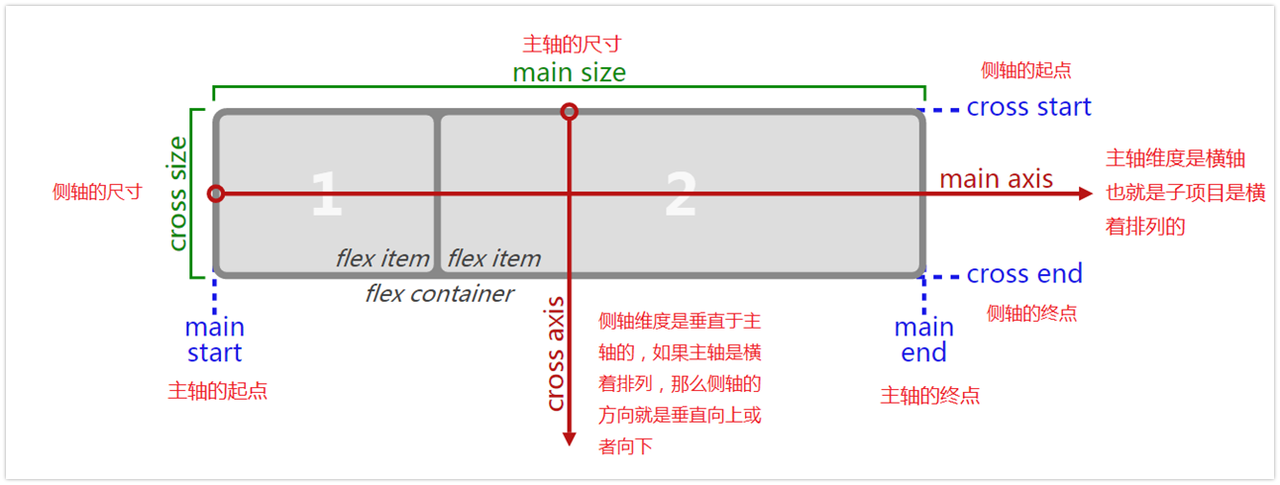 主轴的尺寸
main size
侧轴的起点
cross start
cross size
侧轴的尺寸
1
2
main axis
主轴维度是横轴
也就是子项目是横
着排列的
flex item
flex item
flex container
cross end
侧轴的终点
main
start
主轴的起点
cross axis
侧轴维度是垂直于主
轴的，如果主轴是横
着排列，那么侧轴的
方向就是垂直向上或
者向下
main
end
主轴的终点